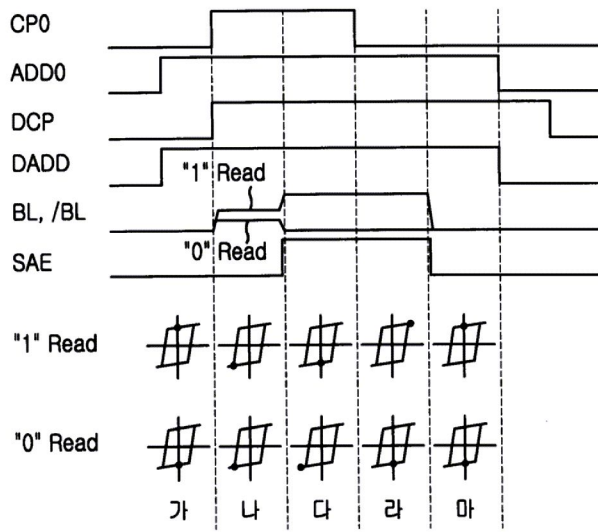 CP0
ADD0
DCP
DADD
"1" Read
BL, /BL
"0" Read
SAE
"1" Read
"0" Read
가 나 다 라 마